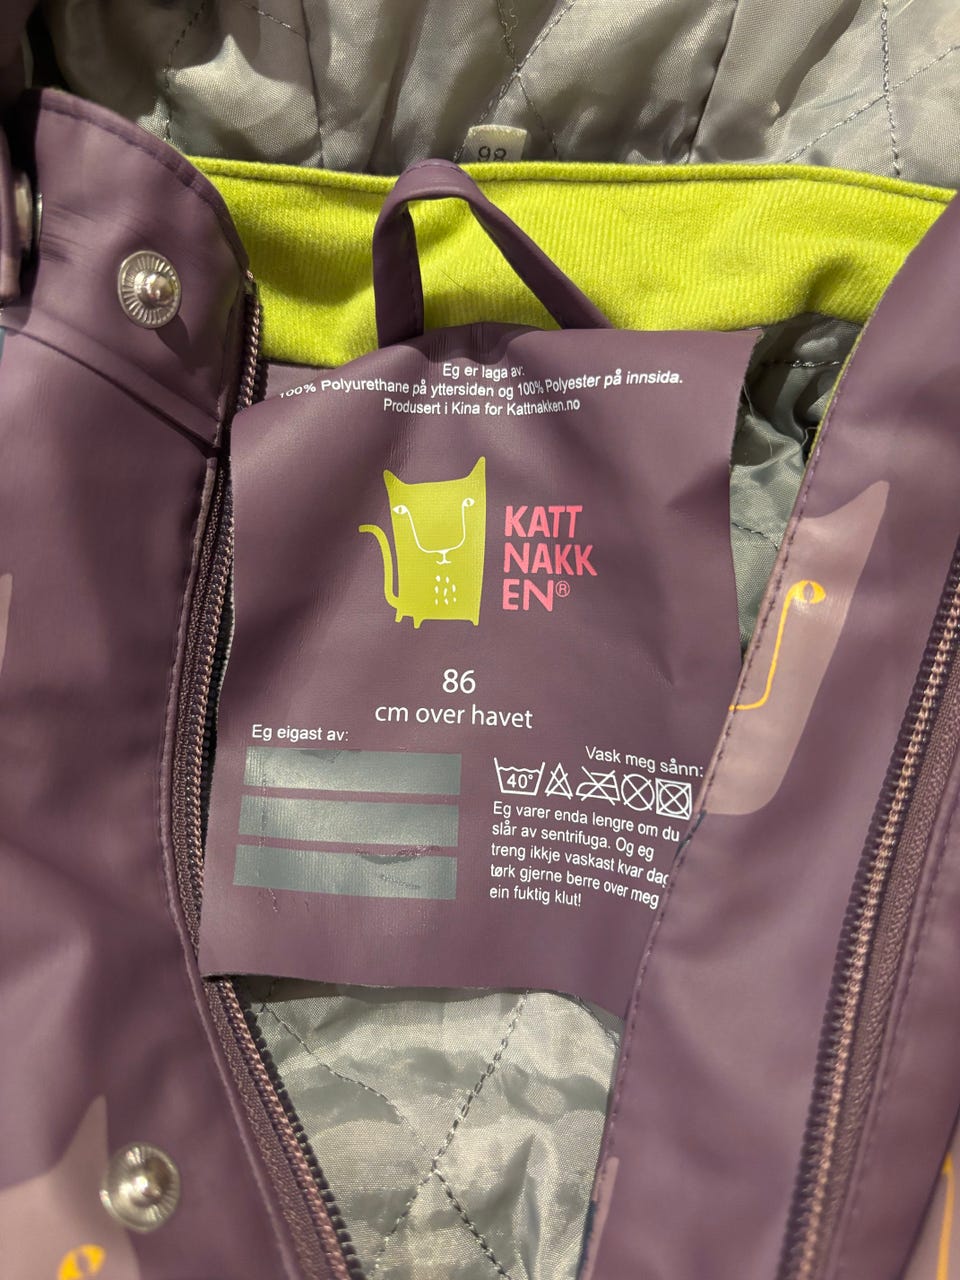 98
Eg er laga av:
100% Polyurethane på yttersiden og 100% Polyester på innsida.
Produsert i Kina for Kattnakken.no
KATT
NAKK
EN®
86
cm over havet
Eg eigast av:
Vask meg sånn:
40°
Eg varer enda lengre om du
slår av sentrifuga. Og eg
treng ikkje vaskast kvar dag
tørk gjerne berre over meg
ein fuktig klut!